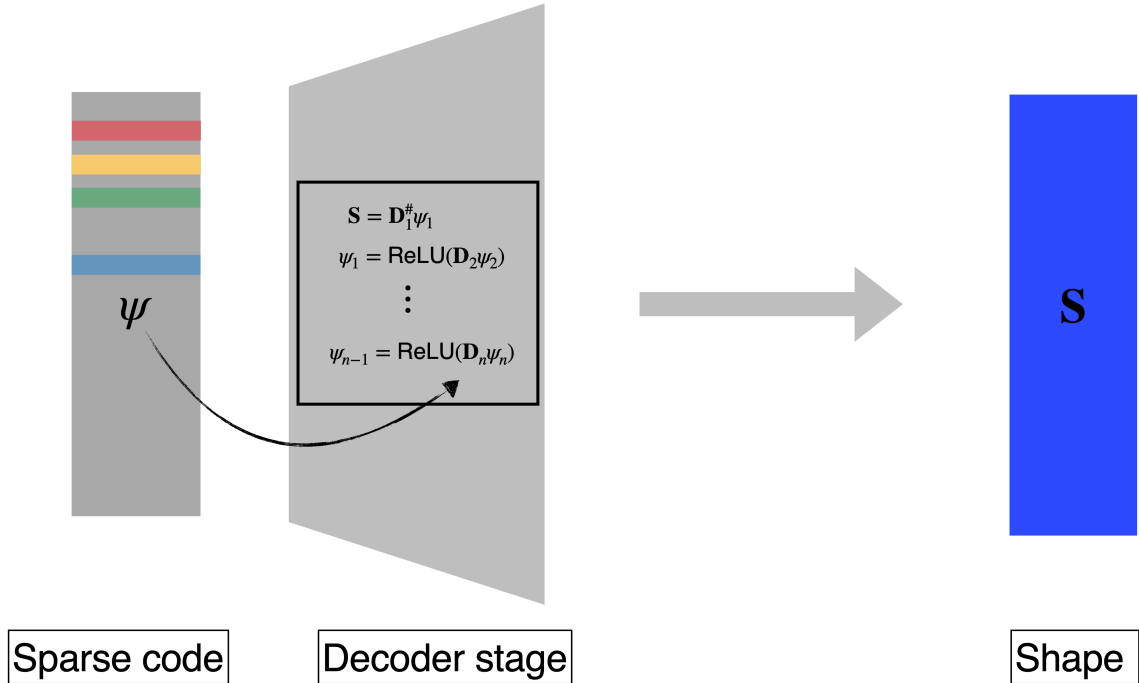 ψ
S = D₁^#ψ₁
ψ₁ = ReLU(D₂ψ₂)
⋮
ψₙ₋₁ = ReLU(Dₙψₙ)
S
Sparse code
Decoder stage
Shape